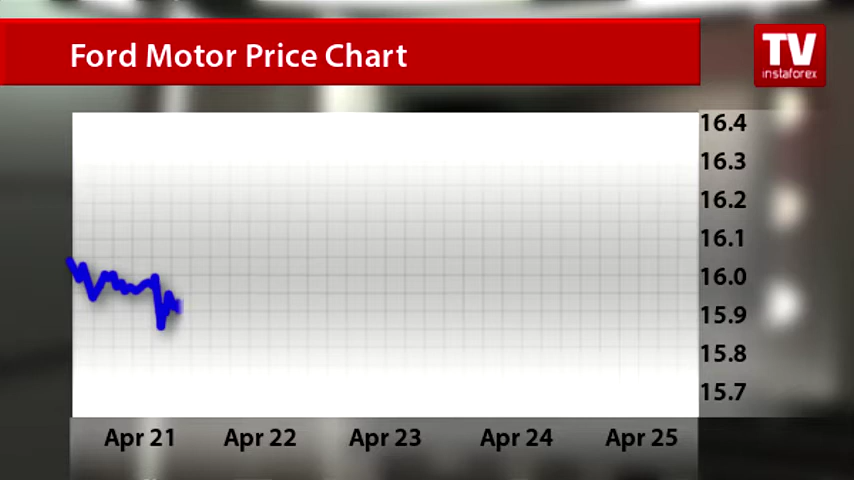 Ford Motor Price Chart
TV
instaforex
16.4
16.3
16.2
16.1
16.0
15.9
15.8
15.7
Apr 21 Apr 22 Apr 23 Apr 24 Apr 25